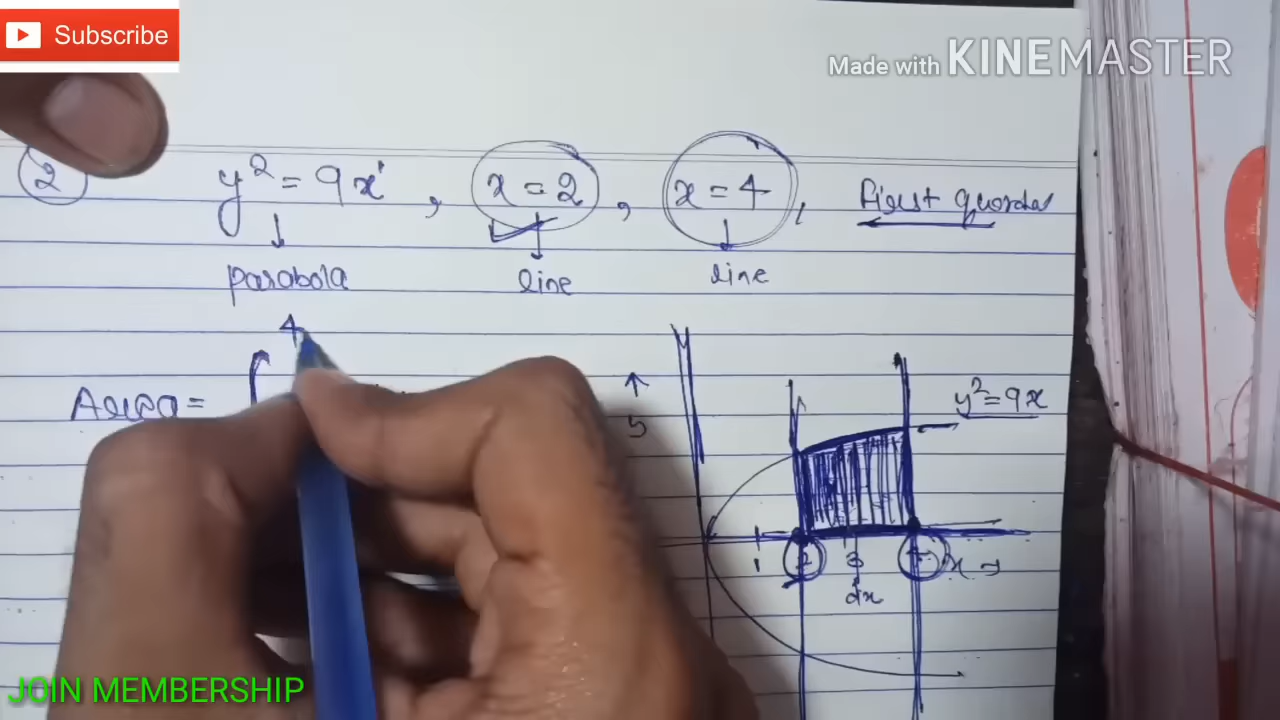 Subscribe
Made with KINEMASTER
2 y² = 9x , x = 2 , x = 4 , First
parabola line line
4
Area = ∫
y
y² = 9x
1 2 3 4 x →
dx
JOIN MEMBERSHIP